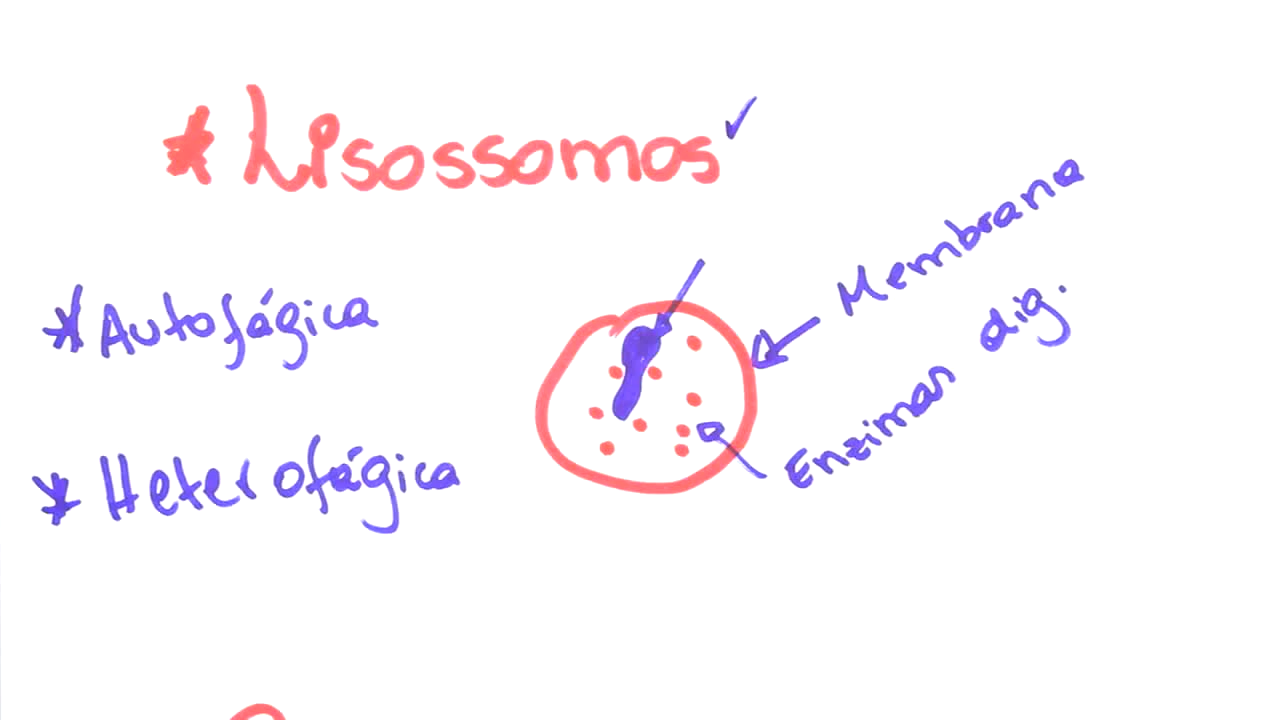 * Lisossomos ✓
* Autofágica
* Heterofágica
Membrana
Enzimas dig.